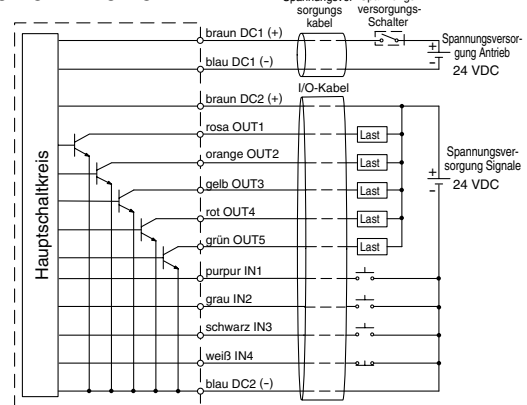 sorgungs
kabel
versorgungs-
Schalter
braun DC1 (+)
blau DC1 (-)
Spannungsversor-
gung Antrieb
24 VDC
+
-
braun DC2 (+)
I/O-Kabel
rosa OUT1
Last
orange OUT2
Last
gelb OUT3
Last
rot OUT4
Last
grün OUT5
Last
Spannungsver-
sorgung Signale
24 VDC
+
-
purpur IN1
grau IN2
schwarz IN3
weiß IN4
blau DC2 (-)
Hauptschaltkreis